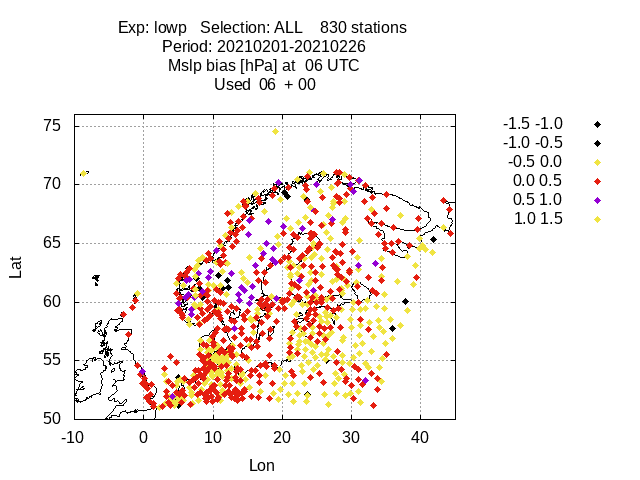 Exp: lowp   Selection: ALL    830 stations
Period: 20210201-20210226
Mslp bias [hPa] at  06 UTC
Used  06  + 00
-1.5 -1.0
-1.0 -0.5
-0.5 0.0
0.0 0.5
0.5 1.0
1.0 1.5
75
70
65
60
55
50
Lat
-10 0 10 20 30 40
Lon